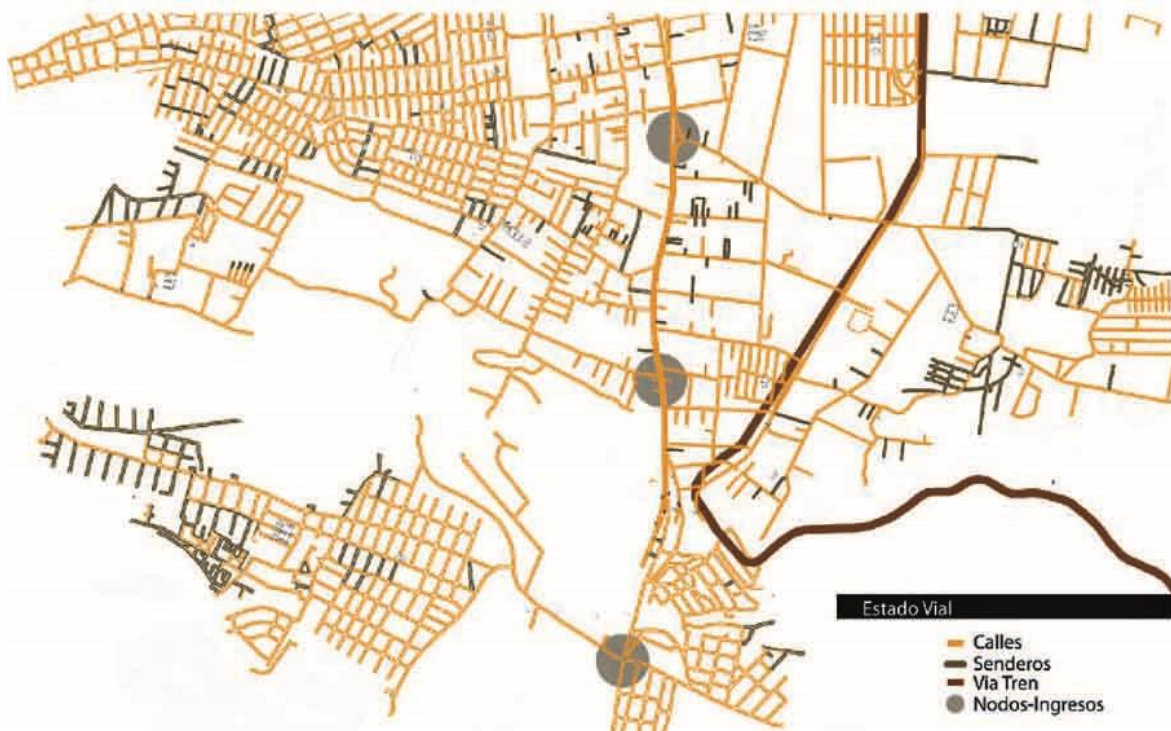 Estado Vial
Calles
Senderos
Via Tren
Nodos-Ingresos